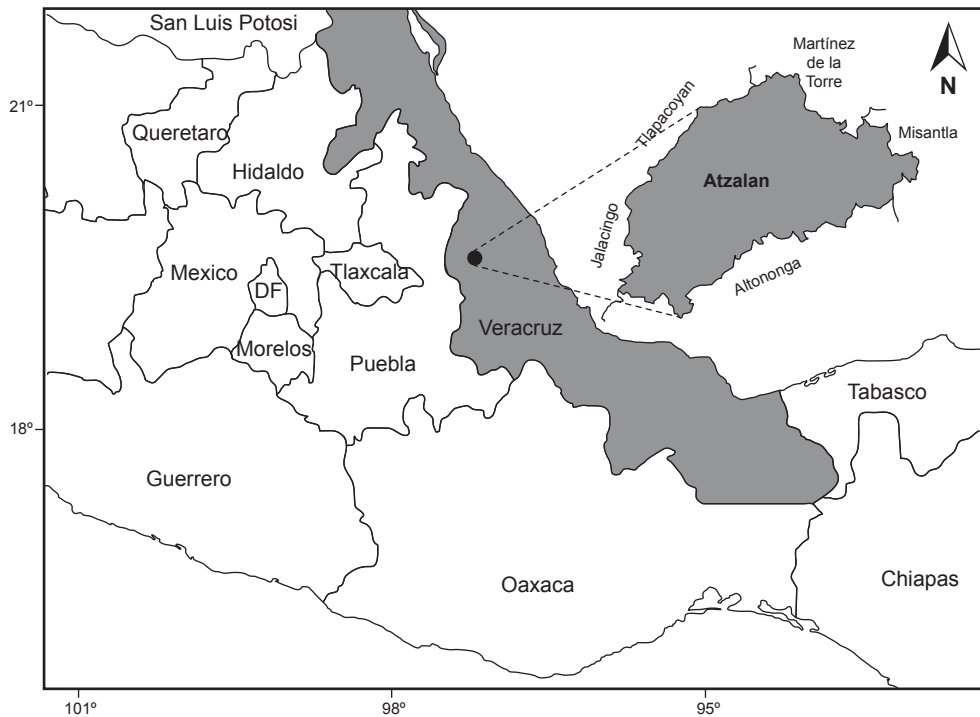 San Luis Potosi
Martínez
de la
Torre
N
21º
Tlapacoyan
Queretaro
Misantla
Hidaldo
Atzalan
Jalacingo
Mexico
Tlaxcala
Altononga
DF
Veracruz
Morelos
Puebla
Tabasco
18º
Guerrero
Oaxaca
Chiapas
101º
98º
95º